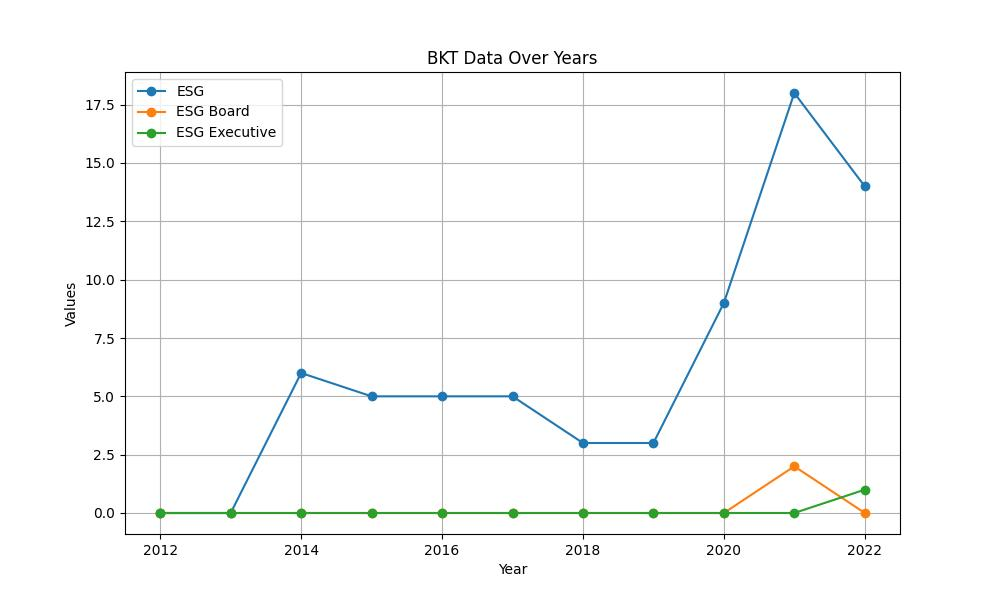 BKT Data Over Years
ESG
ESG Board
ESG Executive
Values
17.5
15.0
12.5
10.0
7.5
5.0
2.5
0.0
2012 2014 2016 2018 2020 2022
Year